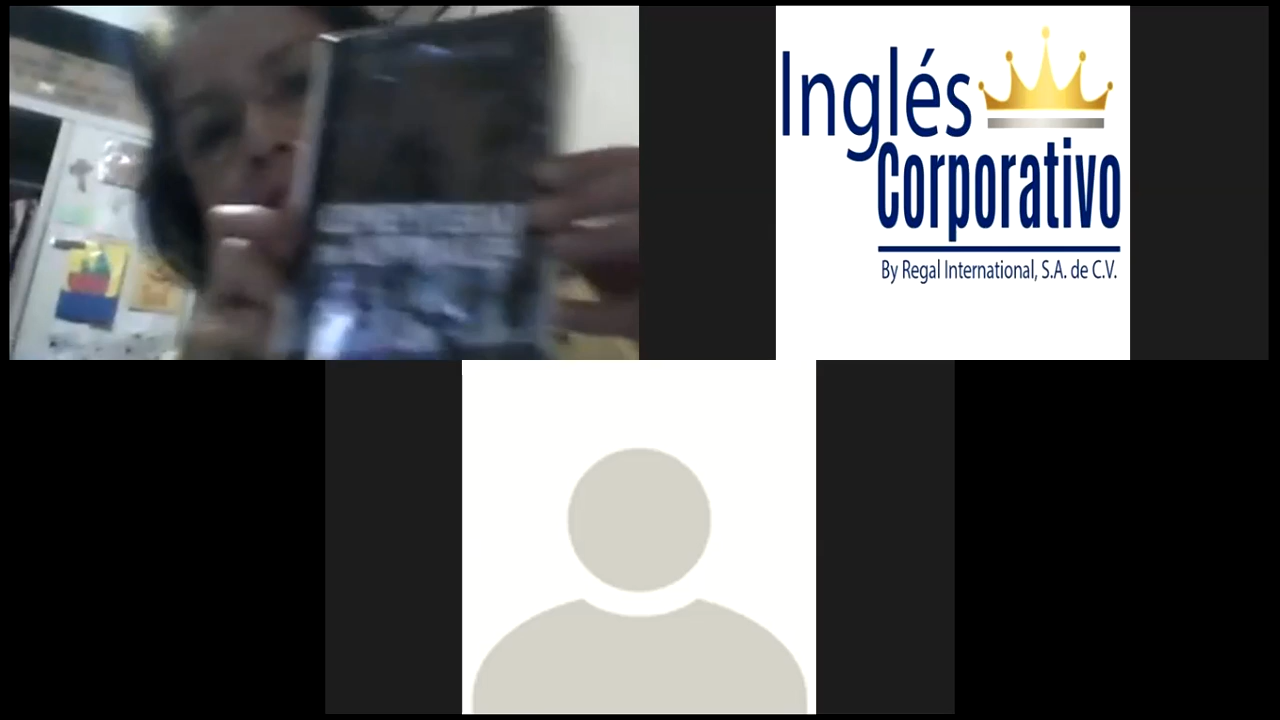 Inglés
Corporativo
By Regal International, S.A. de C.V.